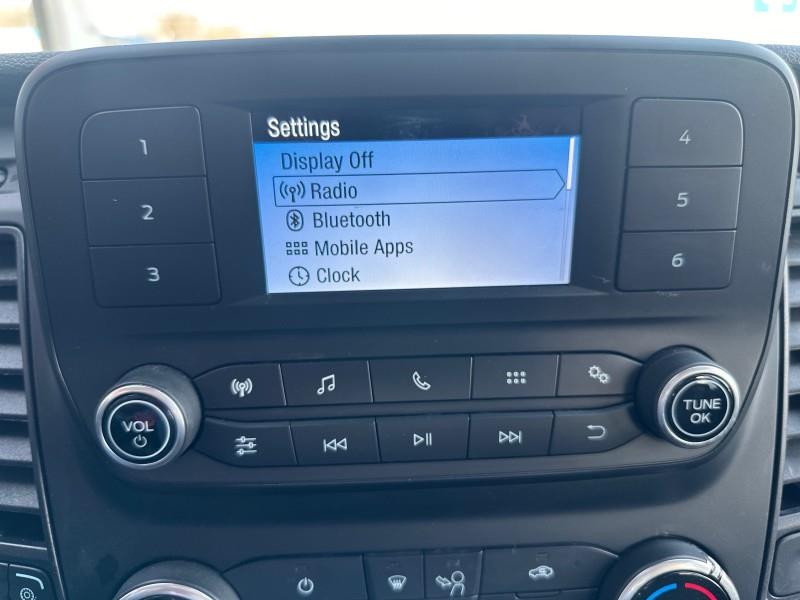 Settings
Display Off
Radio
Bluetooth
Mobile Apps
Clock
1
2
3
4
5
6
VOL
TUNE
OK